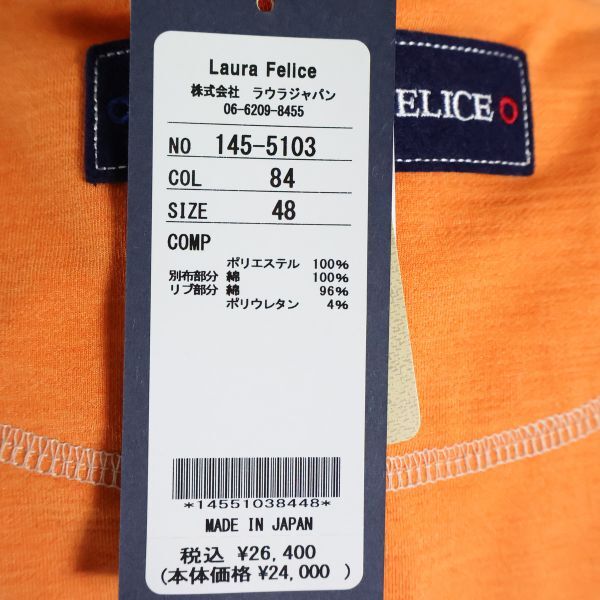 Laura Felice
株式会社 ラウラジャパン
06-6209-8455
NO 145-5103
COL 84
SIZE 48
COMP
ポリエステル 100%
別布部分 綿 100%
リブ部分 綿 96%
ポリウレタン 4%
*14551038448*
MADE IN JAPAN
税込 ¥26,400
(本体価格 ¥24,000 )
ELICE